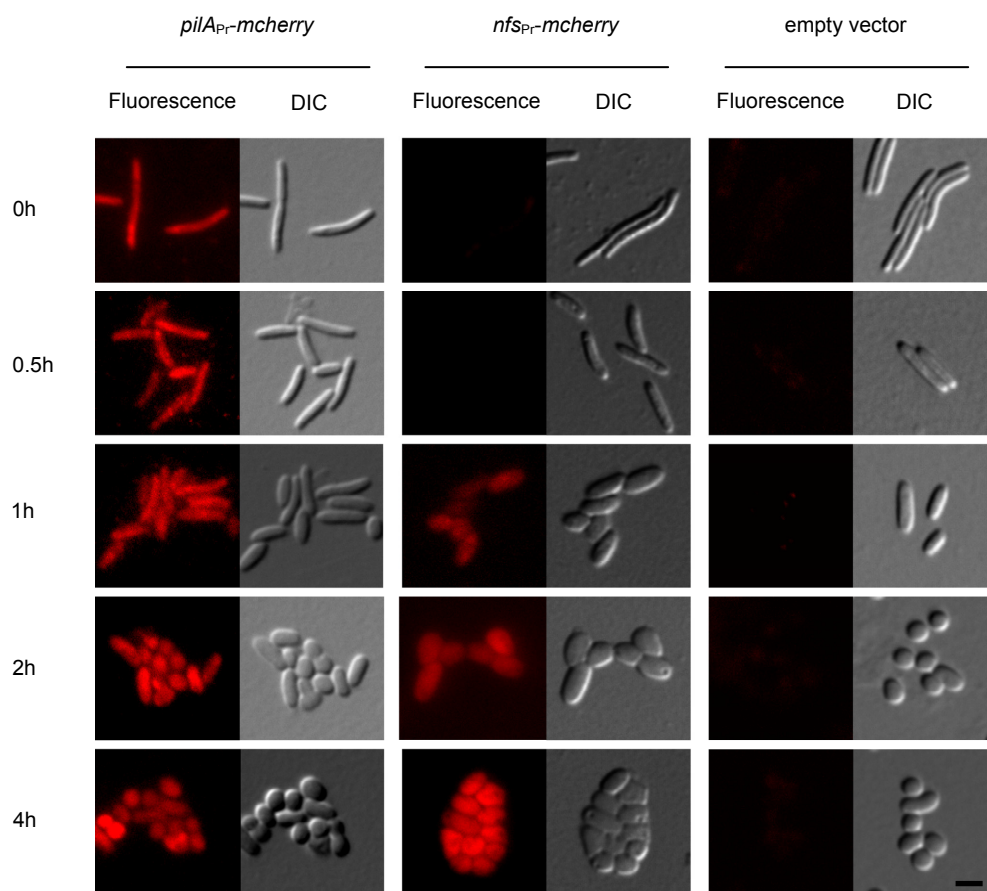 pilAPr-mcherry nfsPr-mcherry empty vector
Fluorescence DIC Fluorescence DIC Fluorescence DIC
0h
0.5h
1h
2h
4h